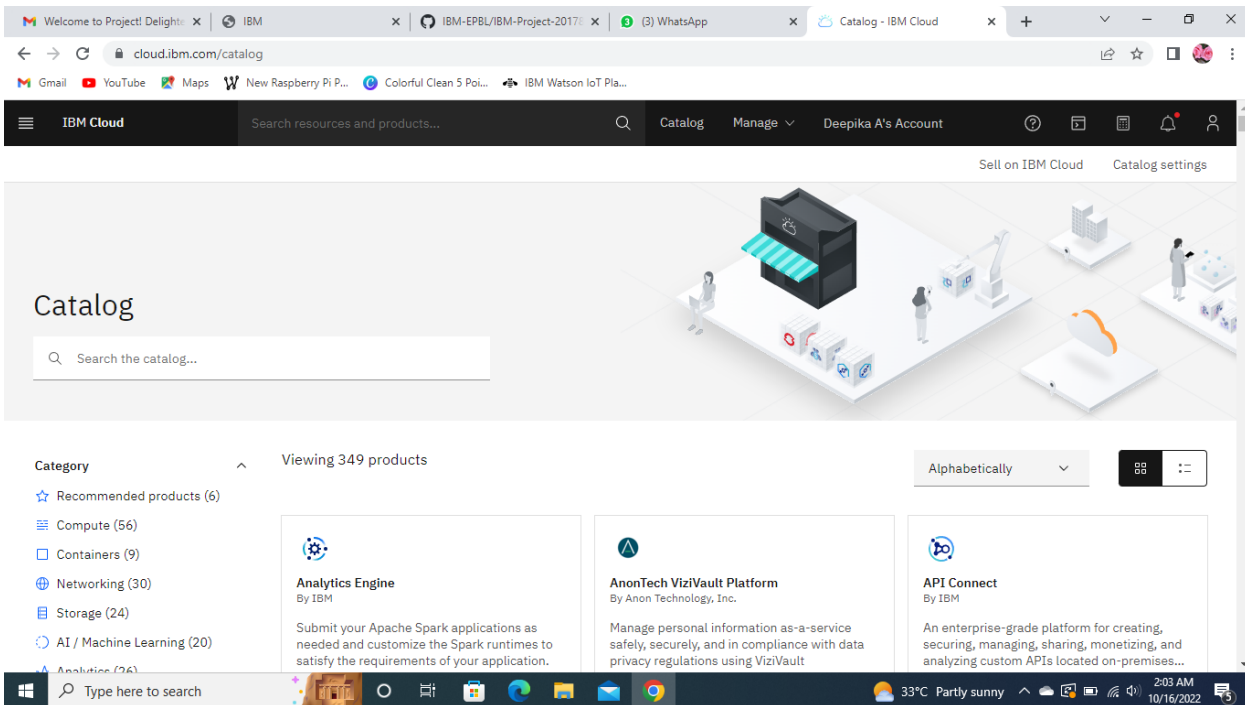 Welcome to Project! Delighte
IBM
IBM-EPBL/IBM-Project-20178
3
(3) WhatsApp
Catalog - IBM Cloud
cloud.ibm.com/catalog
Gmail
YouTube
Maps
New Raspberry Pi P...
Colorful Clean 5 Poi...
IBM Watson IoT Pla...
IBM Cloud
Search resources and products...
Catalog
Manage
Deepika A's Account
Sell on IBM Cloud
Catalog settings
Catalog
Search the catalog...
Category
Viewing 349 products
Alphabetically
Recommended products (6)
Compute (56)
Containers (9)
Networking (30)
Storage (24)
AI / Machine Learning (20)
Analytics (26)
Analytics Engine
By IBM
Submit your Apache Spark applications as
needed and customize the Spark runtimes to
satisfy the requirements of your application.
AnonTech ViziVault Platform
By Anon Technology, Inc.
Manage personal information as-a-service
safely, securely, and in compliance with data
privacy regulations using ViziVault
API Connect
By IBM
An enterprise-grade platform for creating,
securing, managing, sharing, monetizing, and
analyzing custom APIs located on-premises...
Type here to search
33°C Partly sunny
2:03 AM
10/16/2022
5